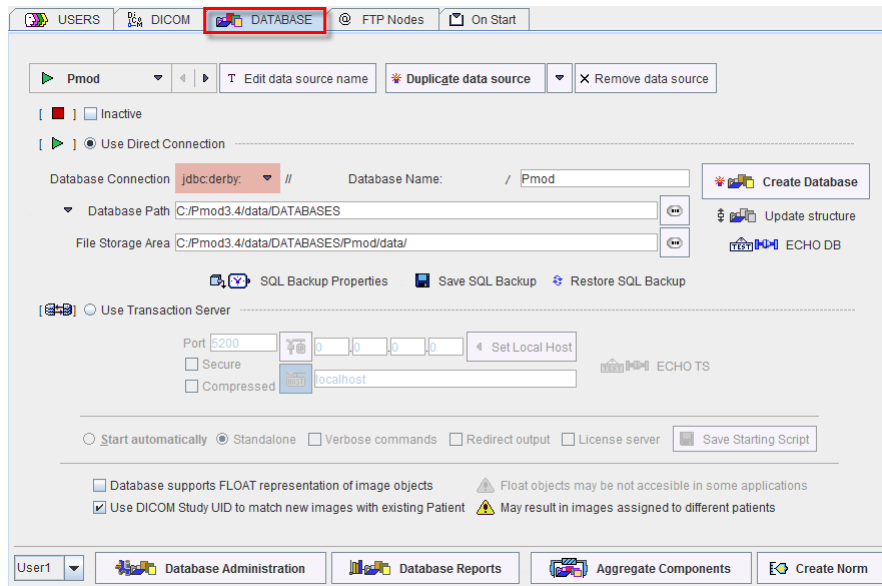 USERS DICOM DATABASE @ FTP Nodes On Start
Pmod T Edit data source name Duplicate data source Remove data source
[ ] Inactive
[ ] Use Direct Connection
Database Connection jdbc:derby: // Database Name: / Pmod Create Database
Database Path C:/Pmod3.4/data/DATABASES Update structure
File Storage Area C:/Pmod3.4/data/DATABASES/Pmod/data/ TEST ECHO DB
SQL Backup Properties Save SQL Backup Restore SQL Backup
[ ] Use Transaction Server
Port 5200 0 . 0 . 0 . 0 Set Local Host
Secure TEST ECHO TS
Compressed localhost
Start automatically Standalone Verbose commands Redirect output License server Save Starting Script
Database supports FLOAT representation of image objects Float objects may be not accesible in some applications
Use DICOM Study UID to match new images with existing Patient May result in images assigned to different patients
User1 Database Administration Database Reports Aggregate Components Create Norm